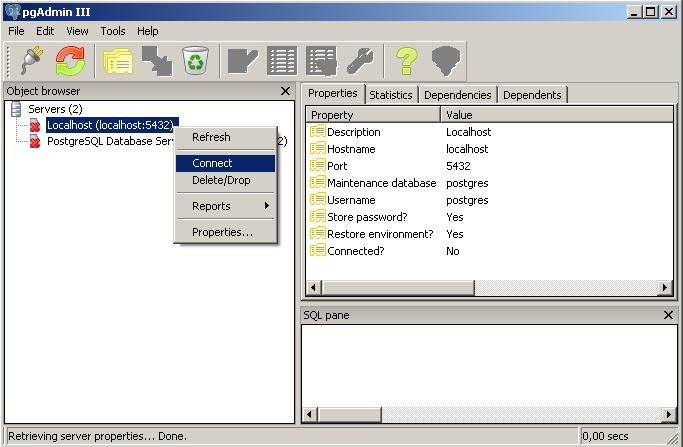 pgAdmin III
File Edit View Tools Help
Object browser
Servers (2)
Localhost (localhost:5432)
PostgreSQL Database Ser 2)
Refresh
Connect
Delete/Drop
Reports
Properties...
Properties Statistics Dependencies Dependents
Property Value
Description Localhost
Hostname localhost
Port 5432
Maintenance database postgres
Username postgres
Store password? Yes
Restore environment? Yes
Connected? No
SQL pane
Retrieving server properties... Done.
0,00 secs